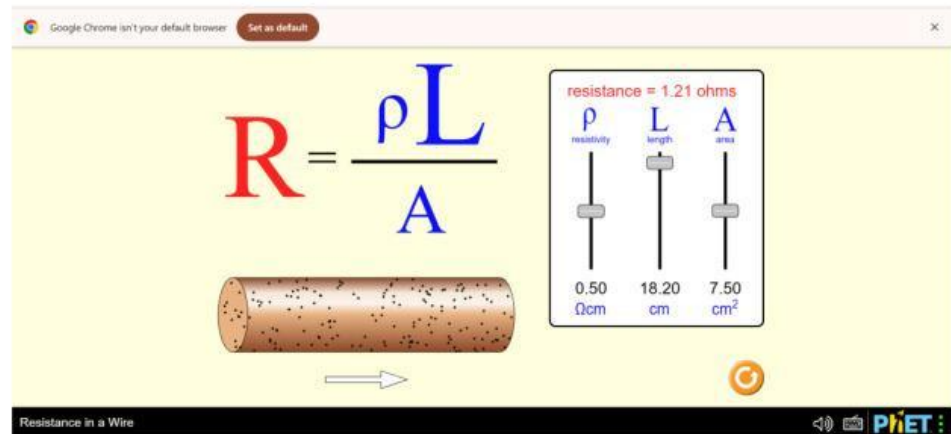 Google Chrome isn't your default browser Set as default
R = ρL
A
resistance = 1.21 ohms
ρ L A
resistivity length area
0.50 18.20 7.50
Ωcm cm cm²
Resistance in a Wire
PhET